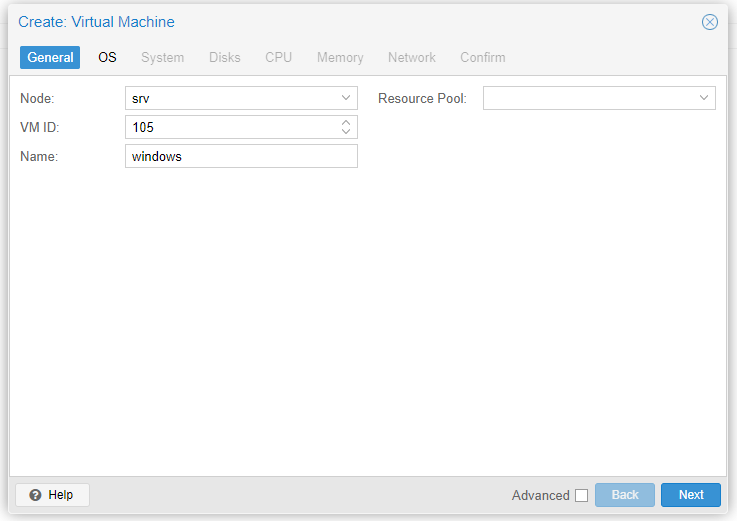 Create: Virtual Machine
General OS System Disks CPU Memory Network Confirm
Node: srv Resource Pool:
VM ID: 105
Name: windows
Help Advanced Back Next